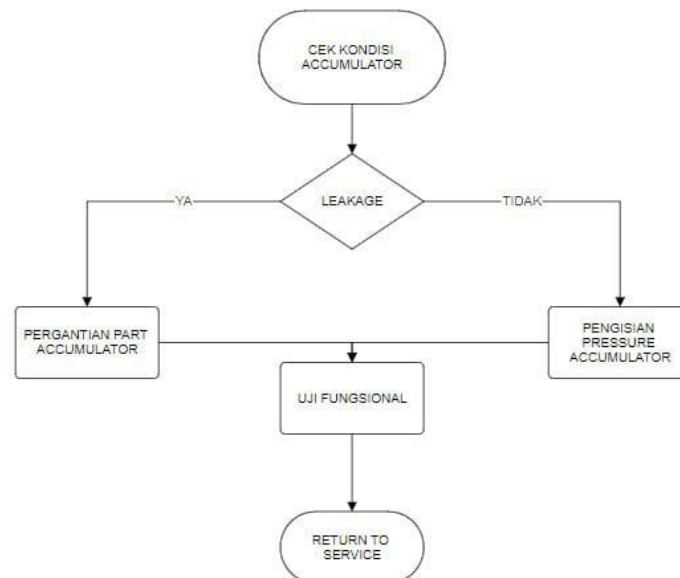 CEK KONDISI
ACCUMULATOR
LEAKAGE
YA
TIDAK
PERGANTIAN PART
ACCUMULATOR
PENGISIAN
PRESSURE
ACCUMULATOR
UJI FUNGSIONAL
RETURN TO
SERVICE